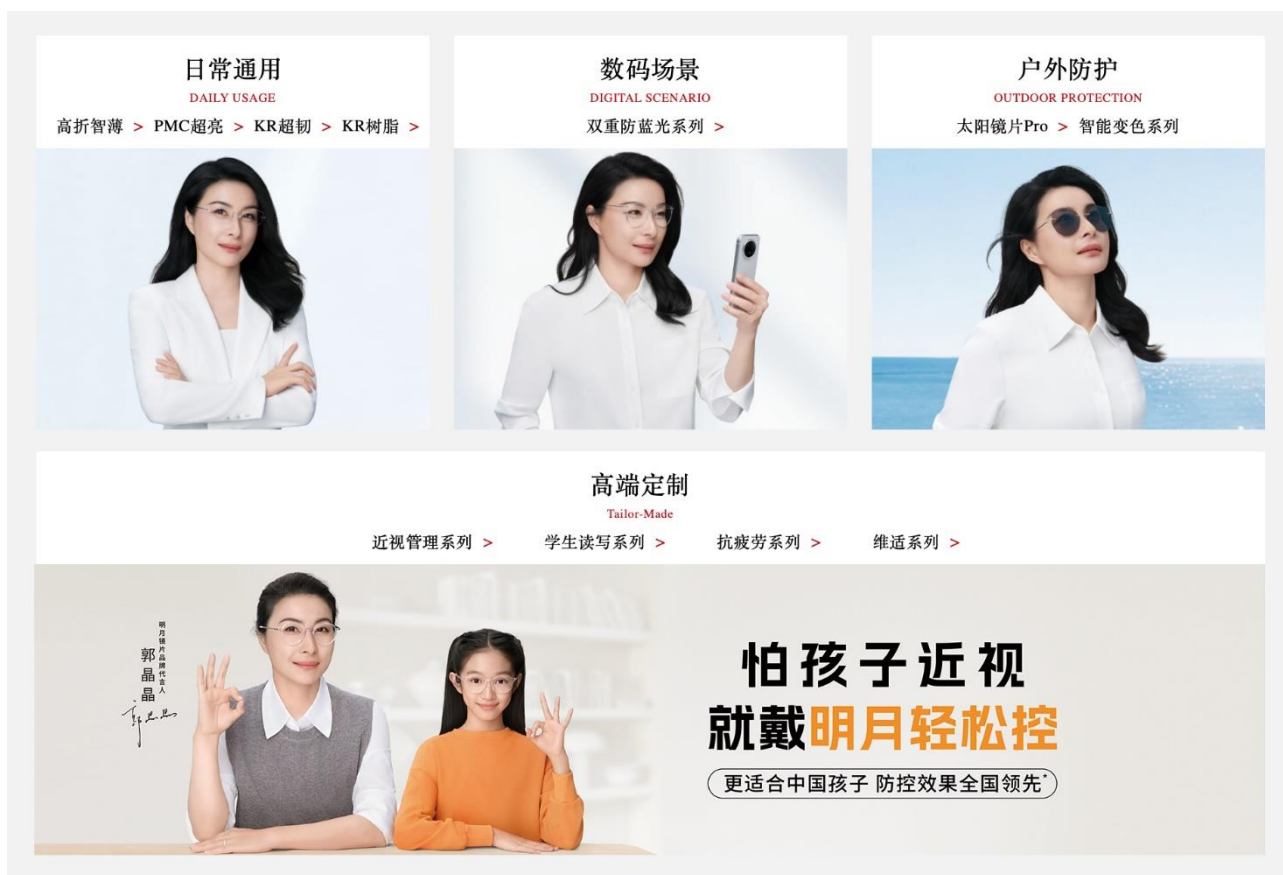 日常通用
DAILY USAGE
高折智薄 > PMC超亮 > KR超韧 > KR树脂 >
数码场景
DIGITAL SCENARIO
双重防蓝光系列 >
户外防护
OUTDOOR PROTECTION
太阳镜片Pro > 智能变色系列
高端定制
Tailor-Made
近视管理系列 > 学生读写系列 > 抗疲劳系列 > 维适系列 >
明月镜片品牌代言人
郭晶晶
怕孩子近视
就戴明月轻松控
更适合中国孩子 防控效果全国领先*